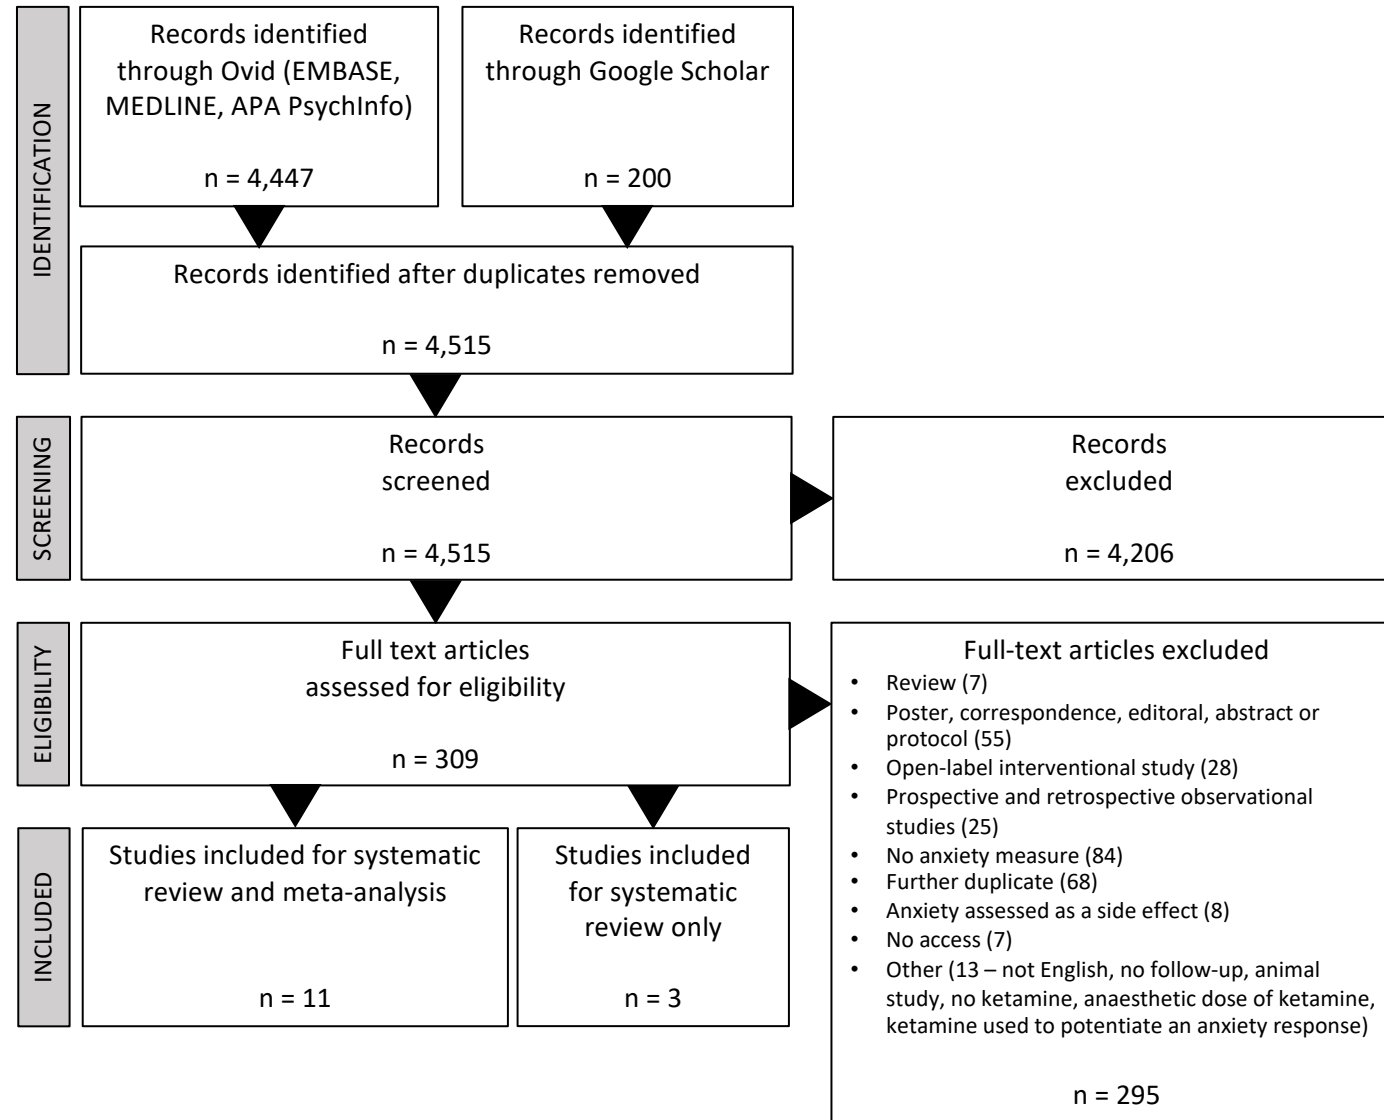 IDENTIFICATION
Records identified
through Ovid (EMBASE,
MEDLINE, APA PsychInfo)
n = 4,447
Records identified
through Google Scholar
n = 200
Records identified after duplicates removed
n = 4,515
SCREENING
Records
screened
n = 4,515
Records
excluded
n = 4,206
ELIGIBILITY
Full text articles
assessed for eligibility
n = 309
Full-text articles excluded
• Review (7)
• Poster, correspondence, editoral, abstract or
protocol (55)
• Open-label interventional study (28)
• Prospective and retrospective observational
studies (25)
• No anxiety measure (84)
• Further duplicate (68)
• Anxiety assessed as a side effect (8)
• No access (7)
• Other (13 – not English, no follow-up, animal
study, no ketamine, anaesthetic dose of ketamine,
ketamine used to potentiate an anxiety response)
n = 295
INCLUDED
Studies included for systematic
review and meta-analysis
n = 11
Studies included
for systematic
review only
n = 3